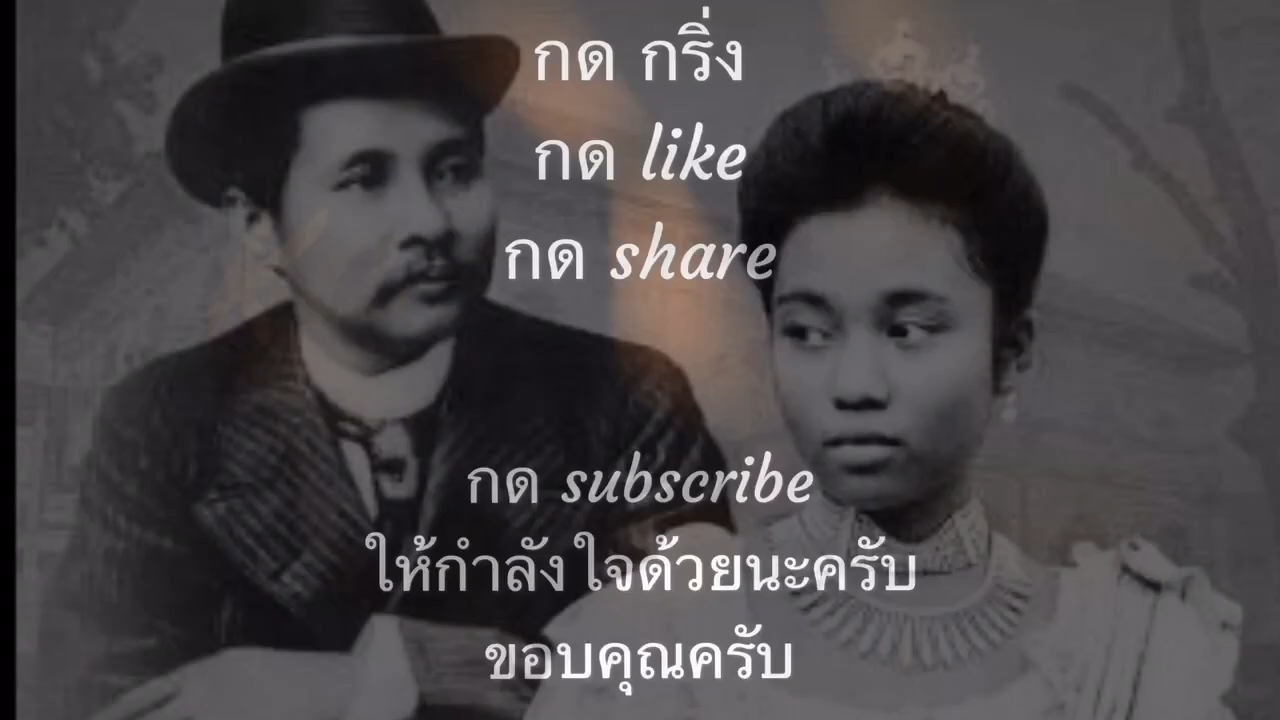 กด กริ่ง
กด like
กด share
กด subscribe
ให้กำลังใจด้วยนะครับ
ขอบคุณครับ